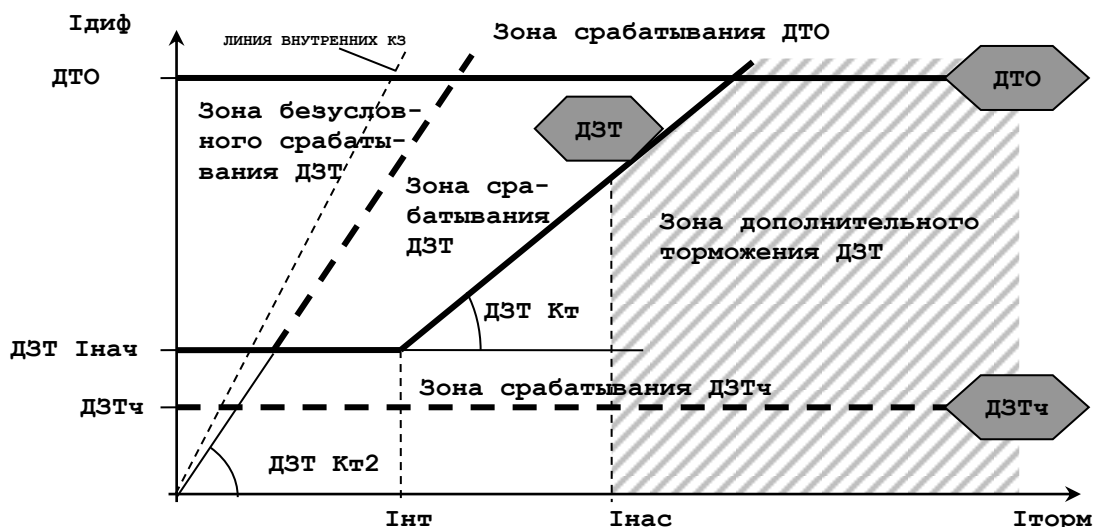 Iдиф
ЛИНИЯ ВНУТРЕННИХ КЗ
Зона срабатывания ДТО
ДТО
ДТО
Зона безуслов-
ного срабаты-
вания ДЗТ
ДЗТ
Зона сра-
батывания
ДЗТ
Зона дополнительного
торможения ДЗТ
ДЗТ Кт
ДЗТ Iнач
Зона срабатывания ДЗТч
ДЗТч
ДЗТч
ДЗТ Кт2
Iнт
Iнас
Iторм